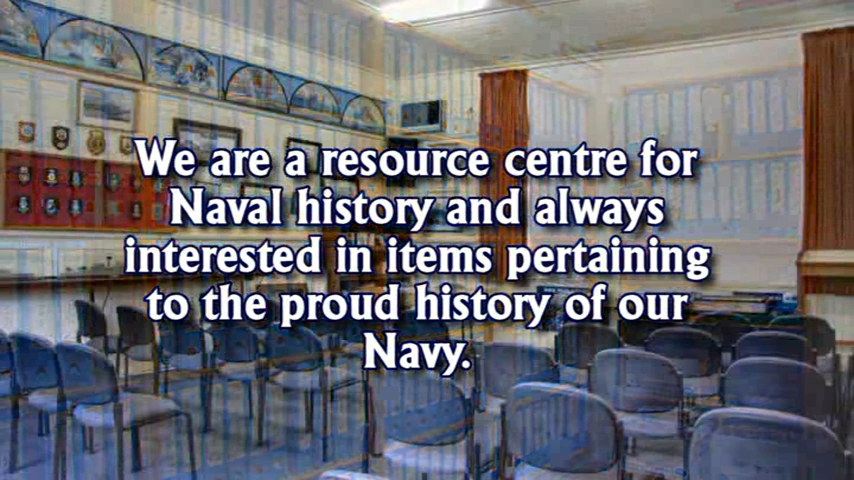 We are a resource centre for
Naval history and always
interested in items pertaining
to the proud history of our
Navy.